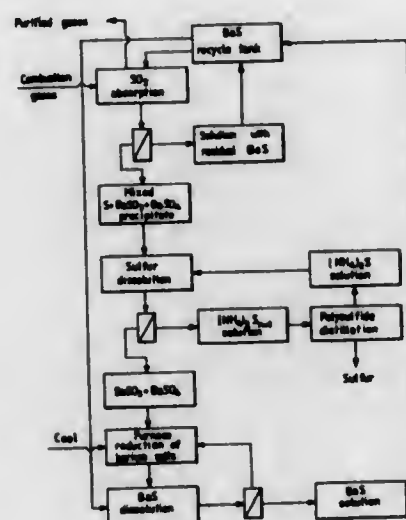 Purified gases
BaS
recycle tank
Combustion
gases
SO2
absorption
Solution with
residual BaS
Mixed
S+BaSO3+BaSO4
precipitate
Sulfur
dissolution
(NH4)2S
solution
solution
Polysulfide
distillation
Sulfur
BaSO3+BaSO4
Coal
Furnace
reduction of
barium salts
BaS
dissolution
BaS
solution